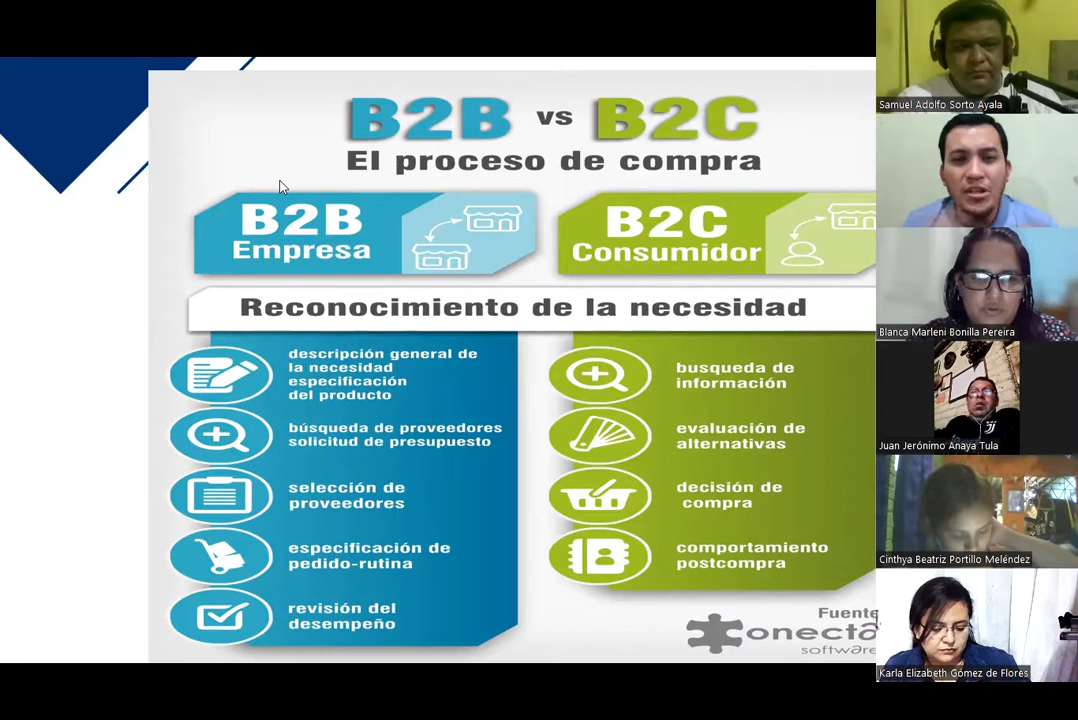 B2B vs B2C
El proceso de compra
B2B
Empresa
B2C
Consumidor
Reconocimiento de la necesidad
descripción general de
la necesidad
especificación
del producto
búsqueda de proveedores
solicitud de presupuesto
selección de
proveedores
especificación de
pedido-rutina
revisión del
desempeño
busqueda de
información
evaluación de
alternativas
decisión de
compra
comportamiento
postcompra
Fuente
onecta
software
Samuel Adolfo Sorto Ayala
Blanca Marleni Bonilla Pereira
Juan Jerónimo Anaya Tula
Cinthya Beatriz Portillo Meléndez
Karla Elizabeth Gómez de Flores